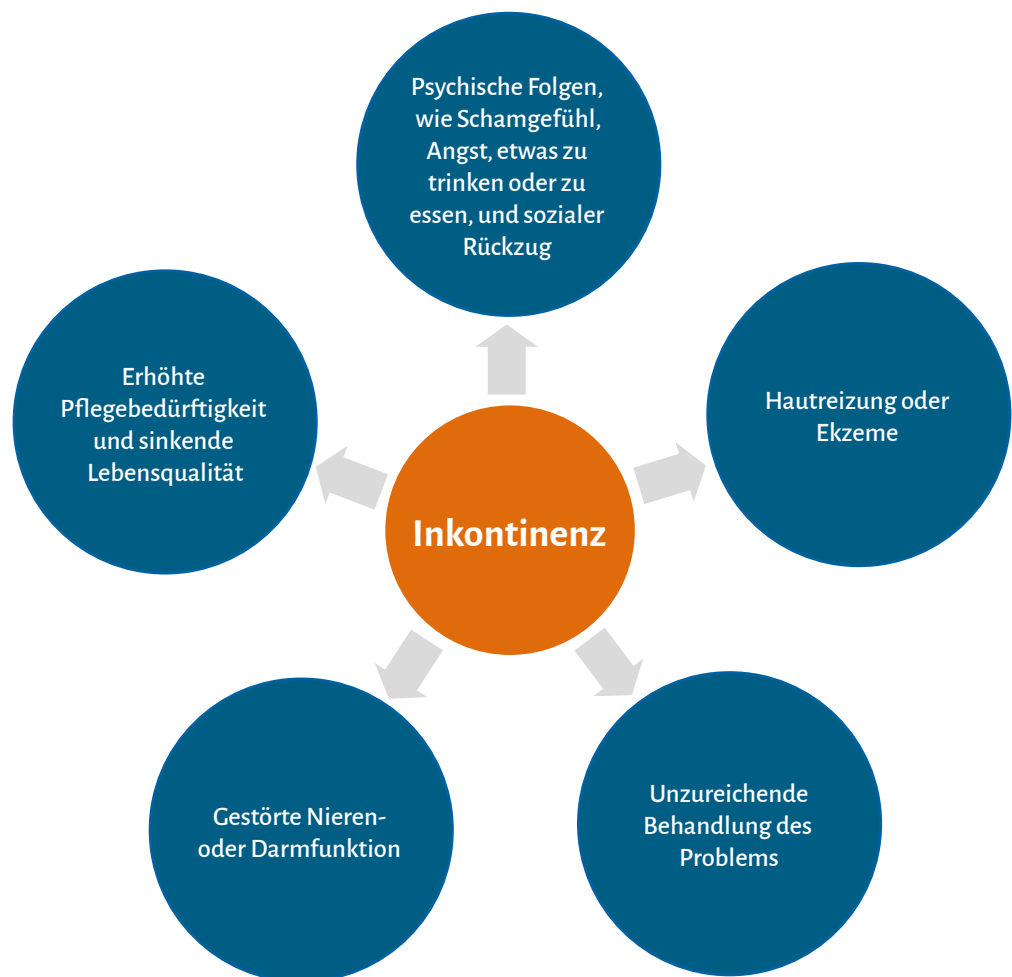 Psychische Folgen,
wie Schamgefühl,
Angst, etwas zu
trinken oder zu
essen, und sozialer
Rückzug
Hautreizung oder
Ekzeme
Erhöhte
Pflegebedürftigkeit
und sinkende
Lebensqualität
Inkontinenz
Unzureichende
Behandlung des
Problems
Gestörte Nieren-
oder Darmfunktion